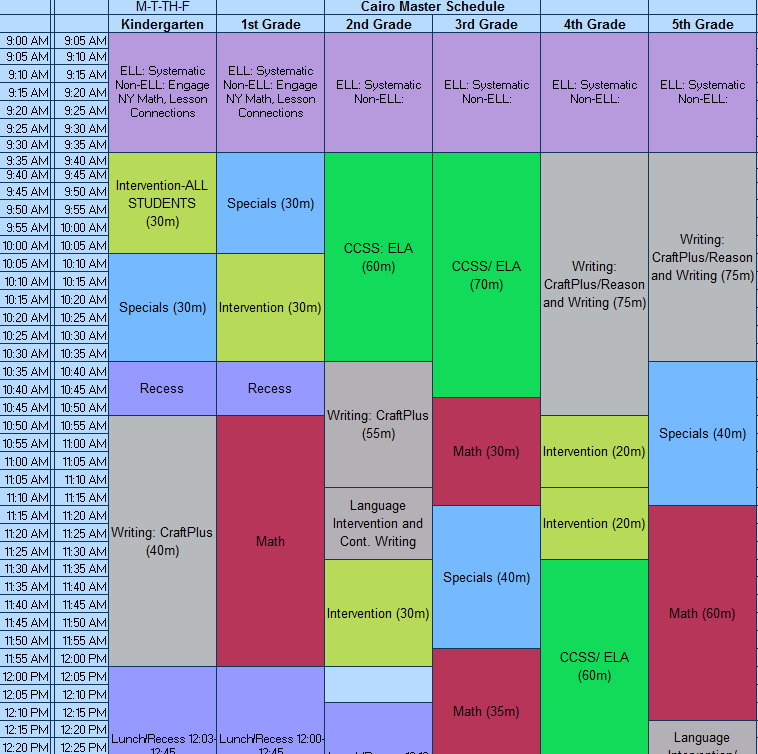 M-T-TH-F Cairo Master Schedule
Kindergarten 1st Grade 2nd Grade 3rd Grade 4th Grade 5th Grade
9:00 AM 9:05 AM
9:05 AM 9:10 AM
9:10 AM 9:15 AM
9:15 AM 9:20 AM
9:20 AM 9:25 AM
9:25 AM 9:30 AM
9:30 AM 9:35 AM
9:35 AM 9:40 AM
9:40 AM 9:45 AM
9:45 AM 9:50 AM
9:50 AM 9:55 AM
9:55 AM 10:00 AM
10:00 AM 10:05 AM
10:05 AM 10:10 AM
10:10 AM 10:15 AM
10:15 AM 10:20 AM
10:20 AM 10:25 AM
10:25 AM 10:30 AM
10:30 AM 10:35 AM
10:35 AM 10:40 AM
10:40 AM 10:45 AM
10:45 AM 10:50 AM
10:50 AM 10:55 AM
10:55 AM 11:00 AM
11:00 AM 11:05 AM
11:05 AM 11:10 AM
11:10 AM 11:15 AM
11:15 AM 11:20 AM
11:20 AM 11:25 AM
11:25 AM 11:30 AM
11:30 AM 11:35 AM
11:35 AM 11:40 AM
11:40 AM 11:45 AM
11:45 AM 11:50 AM
11:50 AM 11:55 AM
11:55 AM 12:00 PM
12:00 PM 12:05 PM
12:05 PM 12:10 PM
12:10 PM 12:15 PM
12:15 PM 12:20 PM
12:20 PM 12:25 PM
ELL: Systematic
Non-ELL: Engage
NY Math, Lesson
Connections
Intervention-ALL
STUDENTS
(30m)
Specials (30m)
Recess
Writing: CraftPlus
(40m)
Lunch/Recess 12:03-
12:45
ELL: Systematic
Non-ELL: Engage
NY Math, Lesson
Connections
Specials (30m)
Intervention (30m)
Recess
Math
Lunch/Recess 12:00-
12:45
ELL: Systematic
Non-ELL:
CCSS: ELA
(60m)
Writing: CraftPlus
(55m)
Language
Intervention and
Cont. Writing
Intervention (30m)
ELL: Systematic
Non-ELL:
CCSS/ ELA
(70m)
Math (30m)
Specials (40m)
Math (35m)
ELL: Systematic
Non-ELL:
Writing:
CraftPlus/Reason
and Writing (75m)
Intervention (20m)
Intervention (20m)
CCSS/ ELA
(60m)
ELL: Systematic
Non-ELL:
Writing:
CraftPlus/Reason
and Writing (75m)
Specials (40m)
Math (60m)
Language
Intervention/